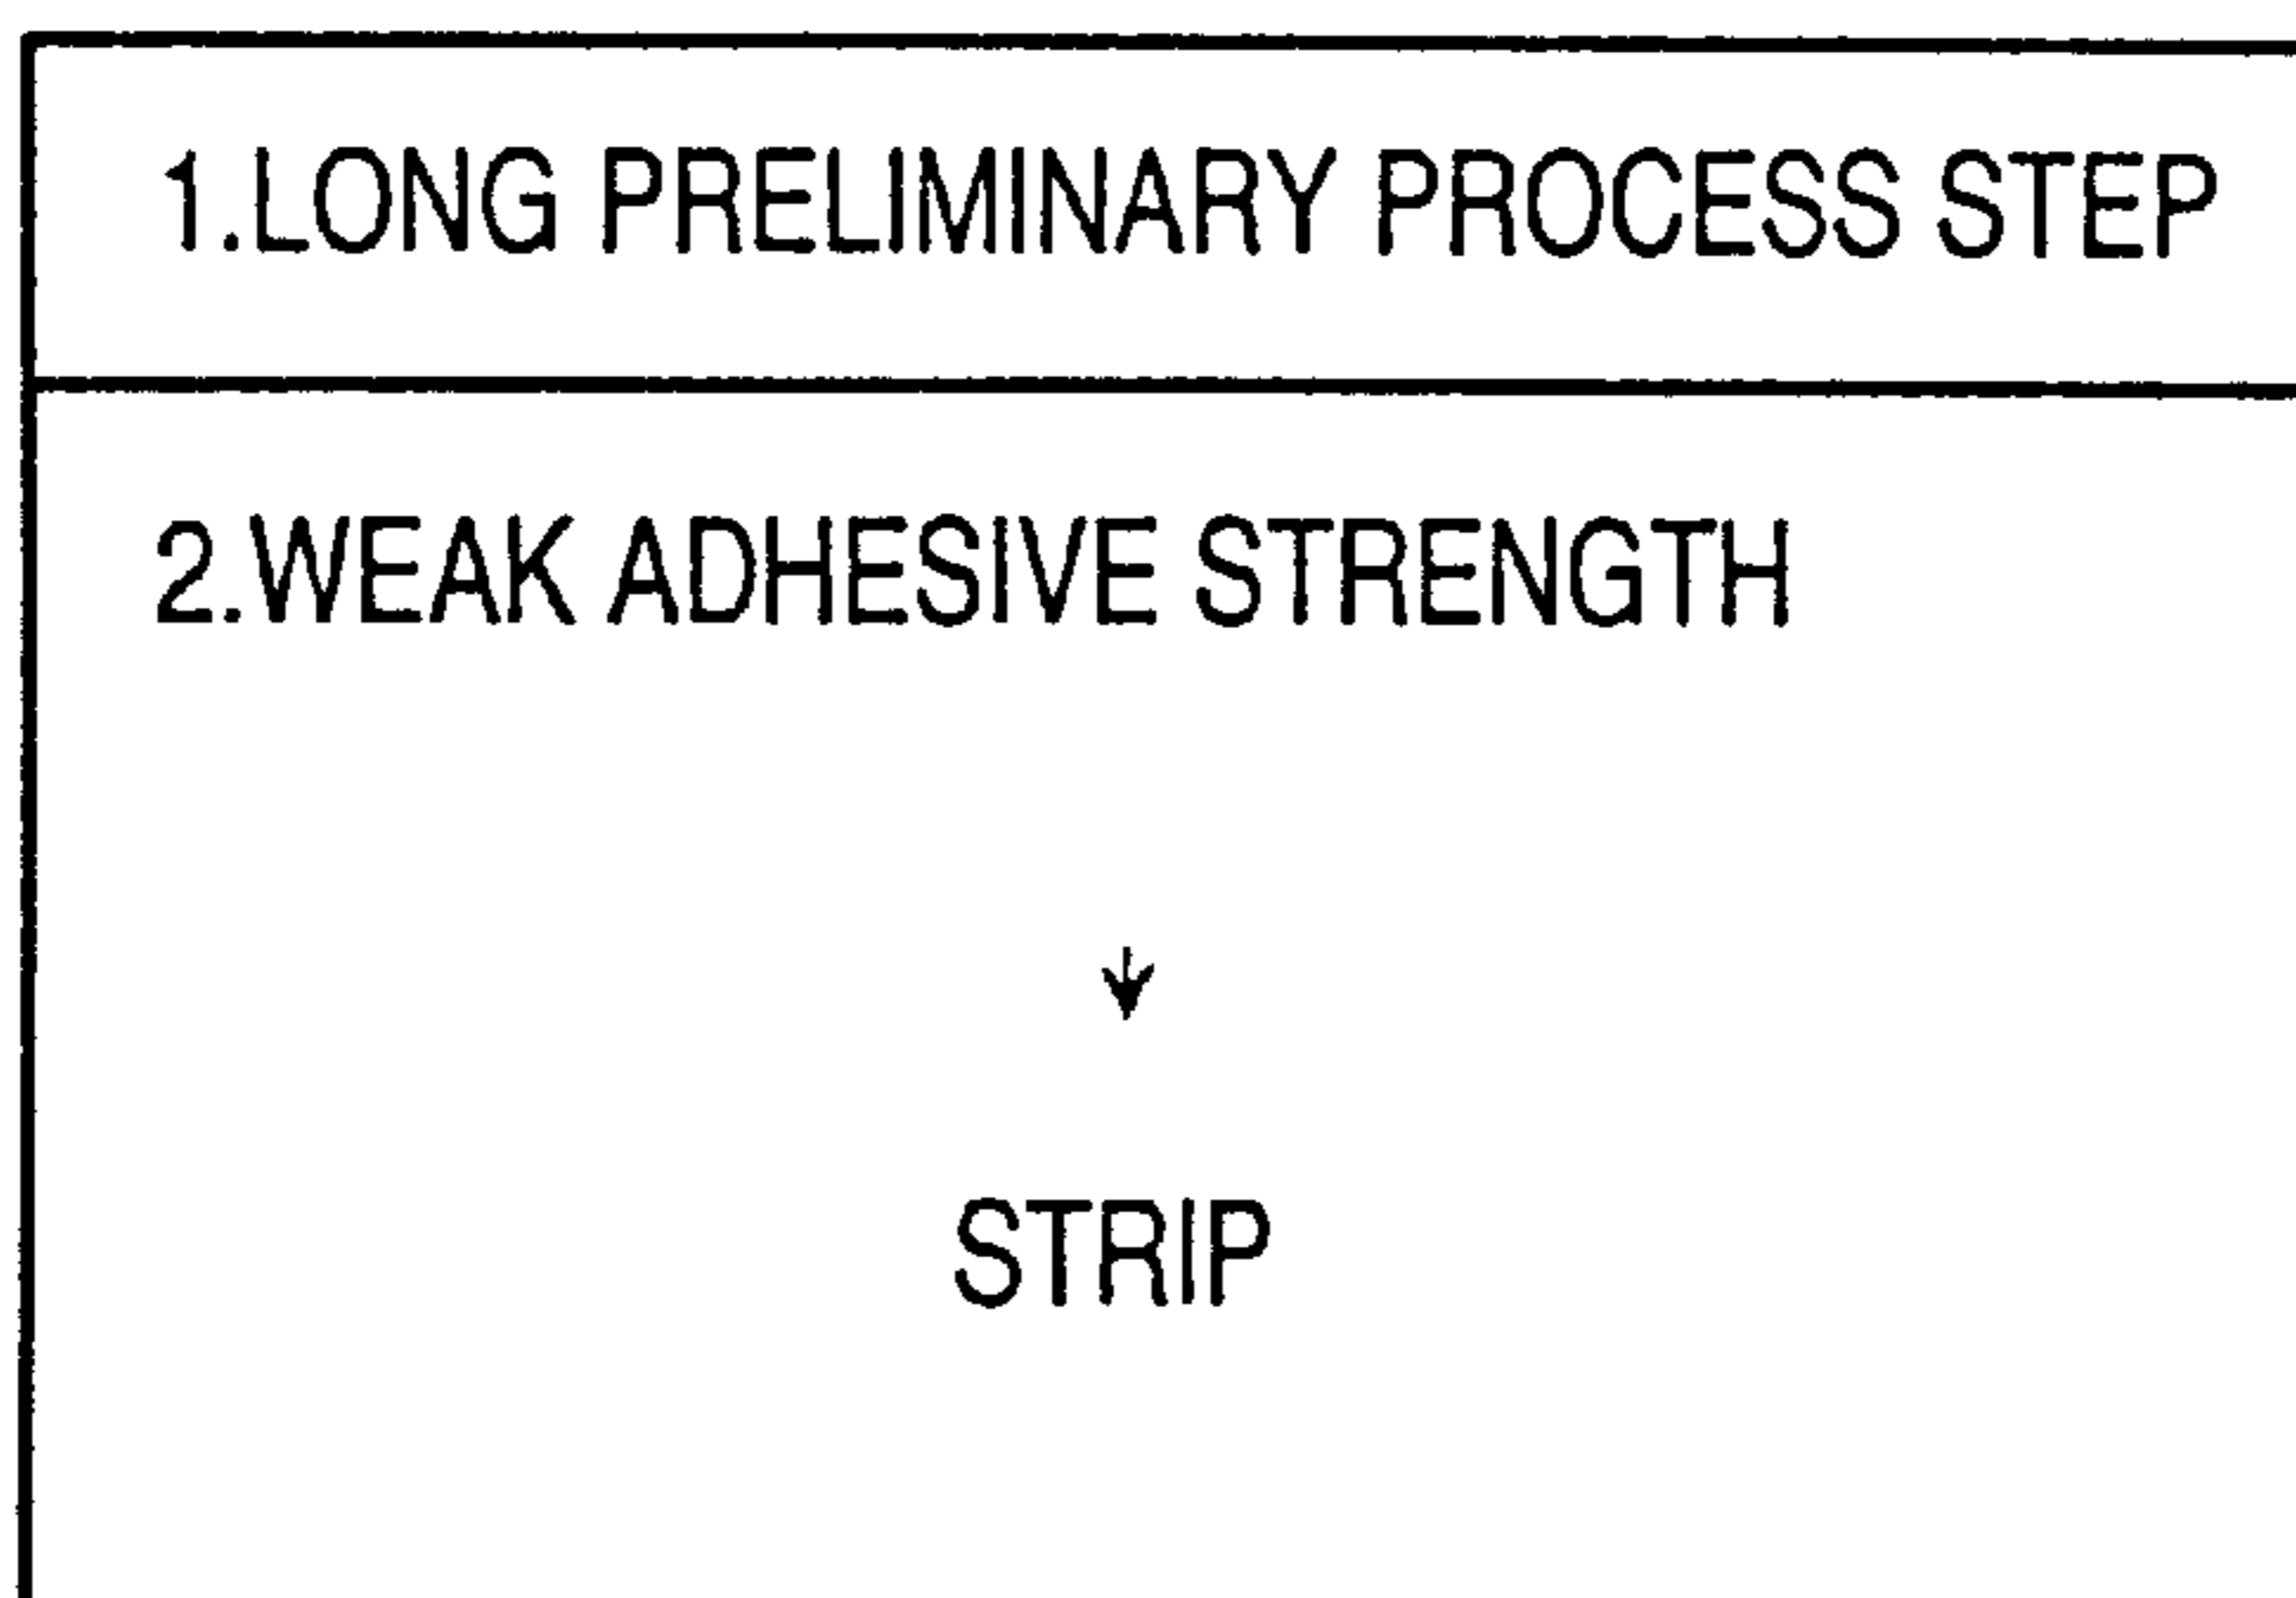 1.LONG PRELIMINARY PROCESS STEP
2.WEAK ADHESIVE STRENGTH
↓
STRIP